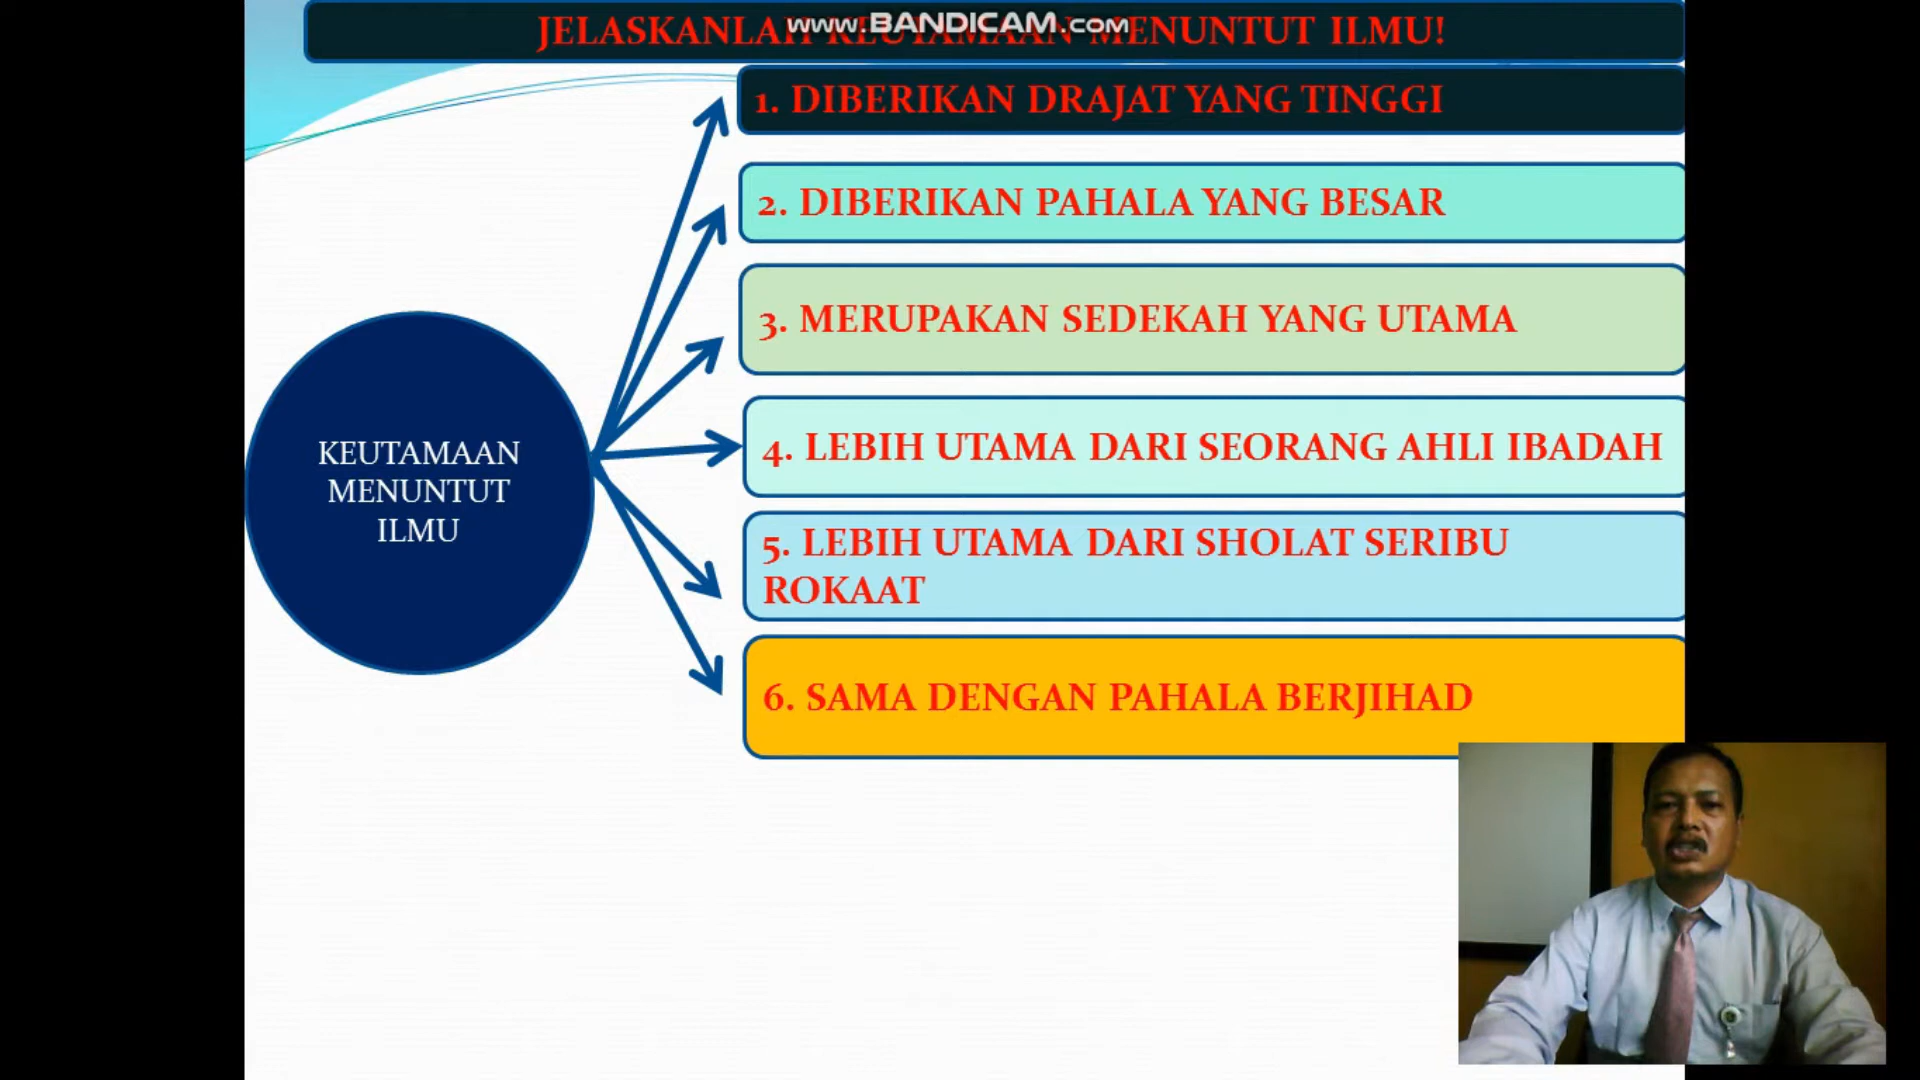 JELASKANLAH KEUTAMAAN MENUNTUT ILMU!
www.BANDICAM.com
1. DIBERIKAN DRAJAT YANG TINGGI
2. DIBERIKAN PAHALA YANG BESAR
3. MERUPAKAN SEDEKAH YANG UTAMA
4. LEBIH UTAMA DARI SEORANG AHLI IBADAH
5. LEBIH UTAMA DARI SHOLAT SERIBU
ROKAAT
6. SAMA DENGAN PAHALA BERJIHAD
KEUTAMAAN
MENUNTUT
ILMU